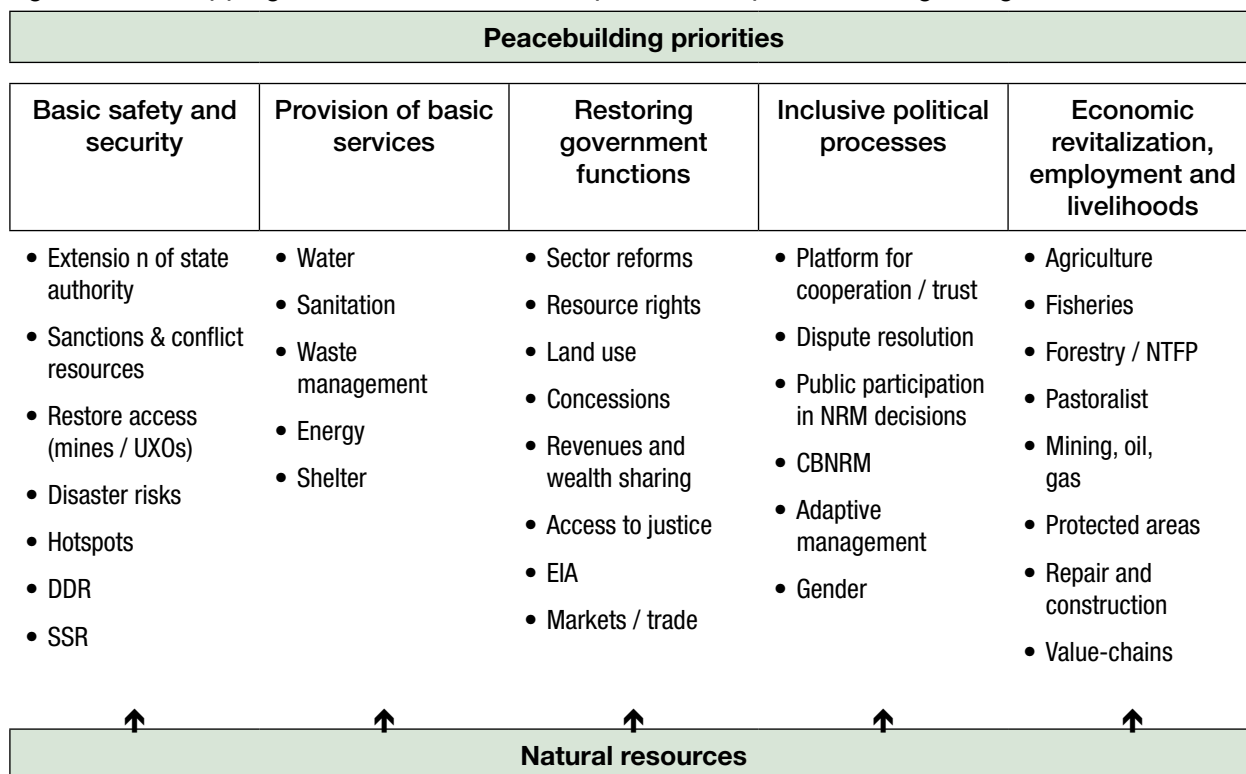 Peacebuilding priorities
Basic safety and
security
Provision of basic
services
Restoring
government
functions
Inclusive political
processes
Economic
revitalization,
employment and
livelihoods
• Extensio n of state
authority
• Sanctions & conflict
resources
• Restore access
(mines / UXOs)
• Disaster risks
• Hotspots
• DDR
• SSR
• Water
• Sanitation
• Waste
management
• Energy
• Shelter
• Sector reforms
• Resource rights
• Land use
• Concessions
• Revenues and
wealth sharing
• Access to justice
• EIA
• Markets / trade
• Platform for
cooperation / trust
• Dispute resolution
• Public participation
in NRM decisions
• CBNRM
• Adaptive
management
• Gender
• Agriculture
• Fisheries
• Forestry / NTFP
• Pastoralist
• Mining, oil,
gas
• Protected areas
• Repair and
construction
• Value-chains
Natural resources